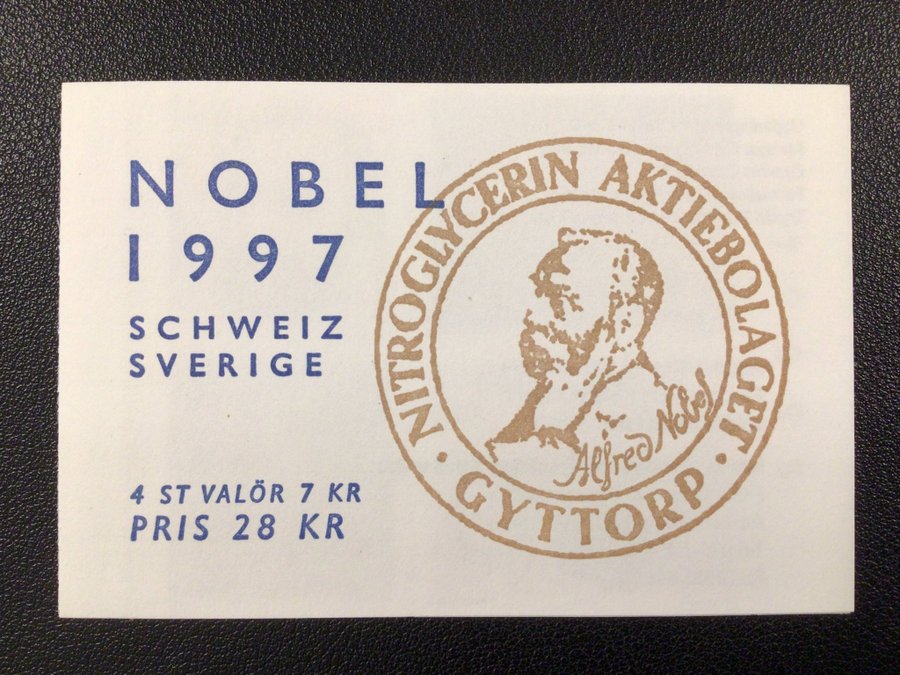 NOBEL
1997
SCHWEIZ
SVERIGE
4 ST VALÖR 7 KR
PRIS 28 KR
NITROGLYCERIN AKTIEBOLAGET
· GYTTORP ·
Alfred Nobel